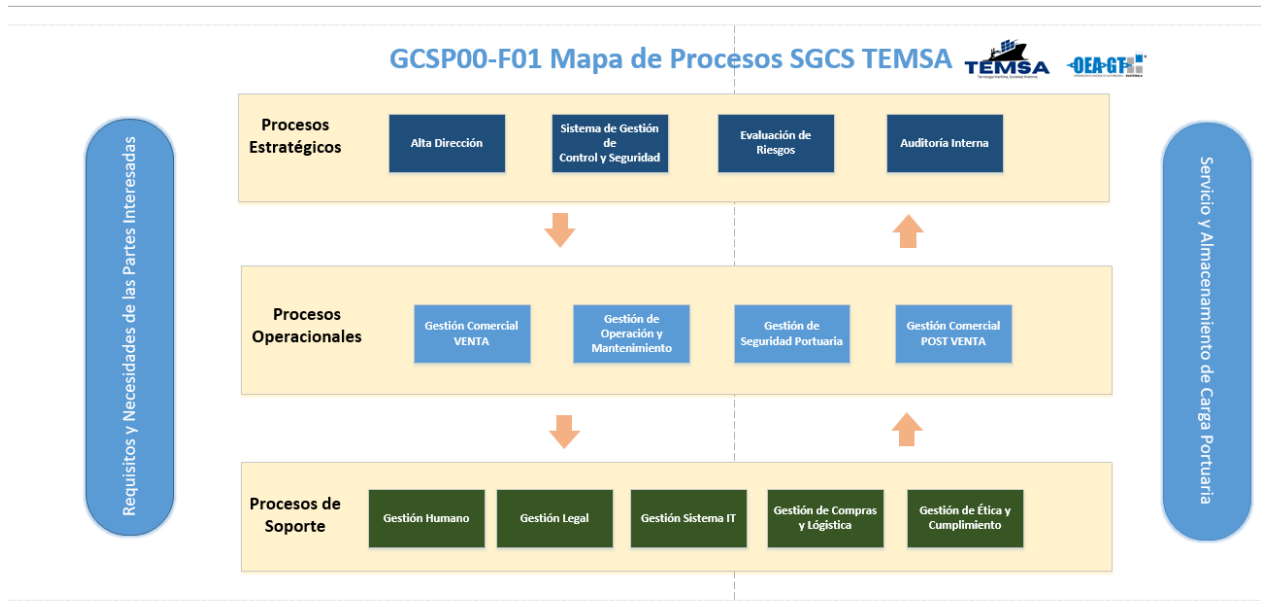 GCSP00-F01 Mapa de Procesos SGCS TEMSA
TEMSA
OEA-GT
Requisitos y Necesidades de las Partes Interesadas
Procesos
Estratégicos
Alta Dirección
Sistema de Gestión
de
Control y Seguridad
Evaluación de
Riesgos
Auditoría Interna
Procesos
Operacionales
Gestión Comercial
VENTA
Gestión de
Operación y
Mantenimiento
Gestión de
Seguridad Portuaria
Gestión Comercial
POST VENTA
Procesos de
Soporte
Gestión Humano
Gestión Legal
Gestión Sistema IT
Gestión de Compras
y Lógistica
Gestión de Ética y
Cumplimiento
Servicio y Almacenamiento de Carga Portuaria